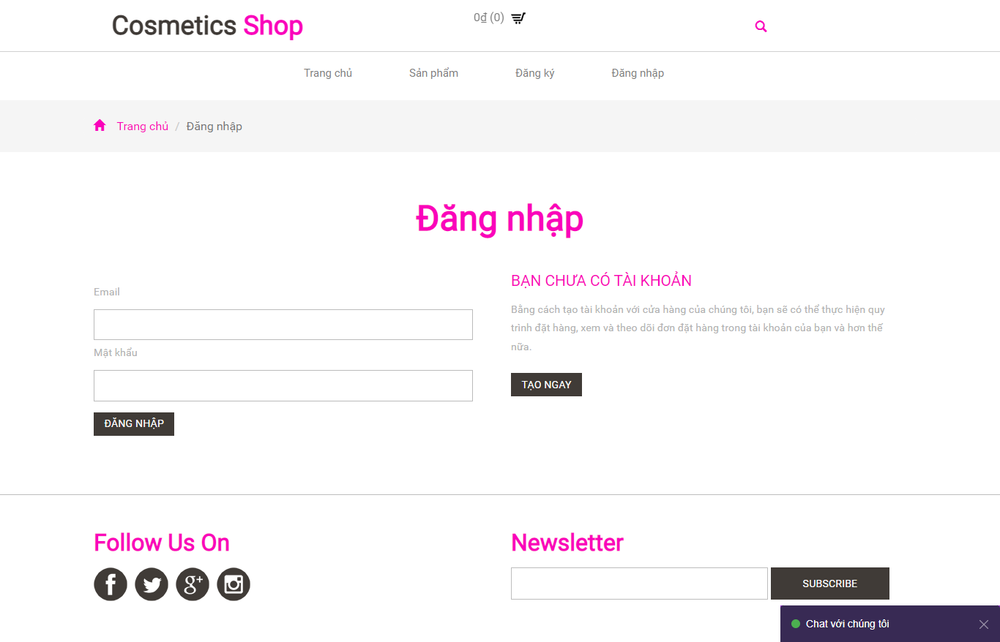 Cosmetics Shop
0₫ (0)
Trang chủ
Sản phẩm
Đăng ký
Đăng nhập
Trang chủ / Đăng nhập
Đăng nhập
Email
Mật khẩu
ĐĂNG NHẬP
BẠN CHƯA CÓ TÀI KHOẢN
Bằng cách tạo tài khoản với cửa hàng của chúng tôi, bạn sẽ có thể thực hiện quy
trình đặt hàng, xem và theo dõi đơn đặt hàng trong tài khoản của bạn và hơn thế
nữa.
TẠO NGAY
Follow Us On
Newsletter
SUBSCRIBE
Chat với chúng tôi